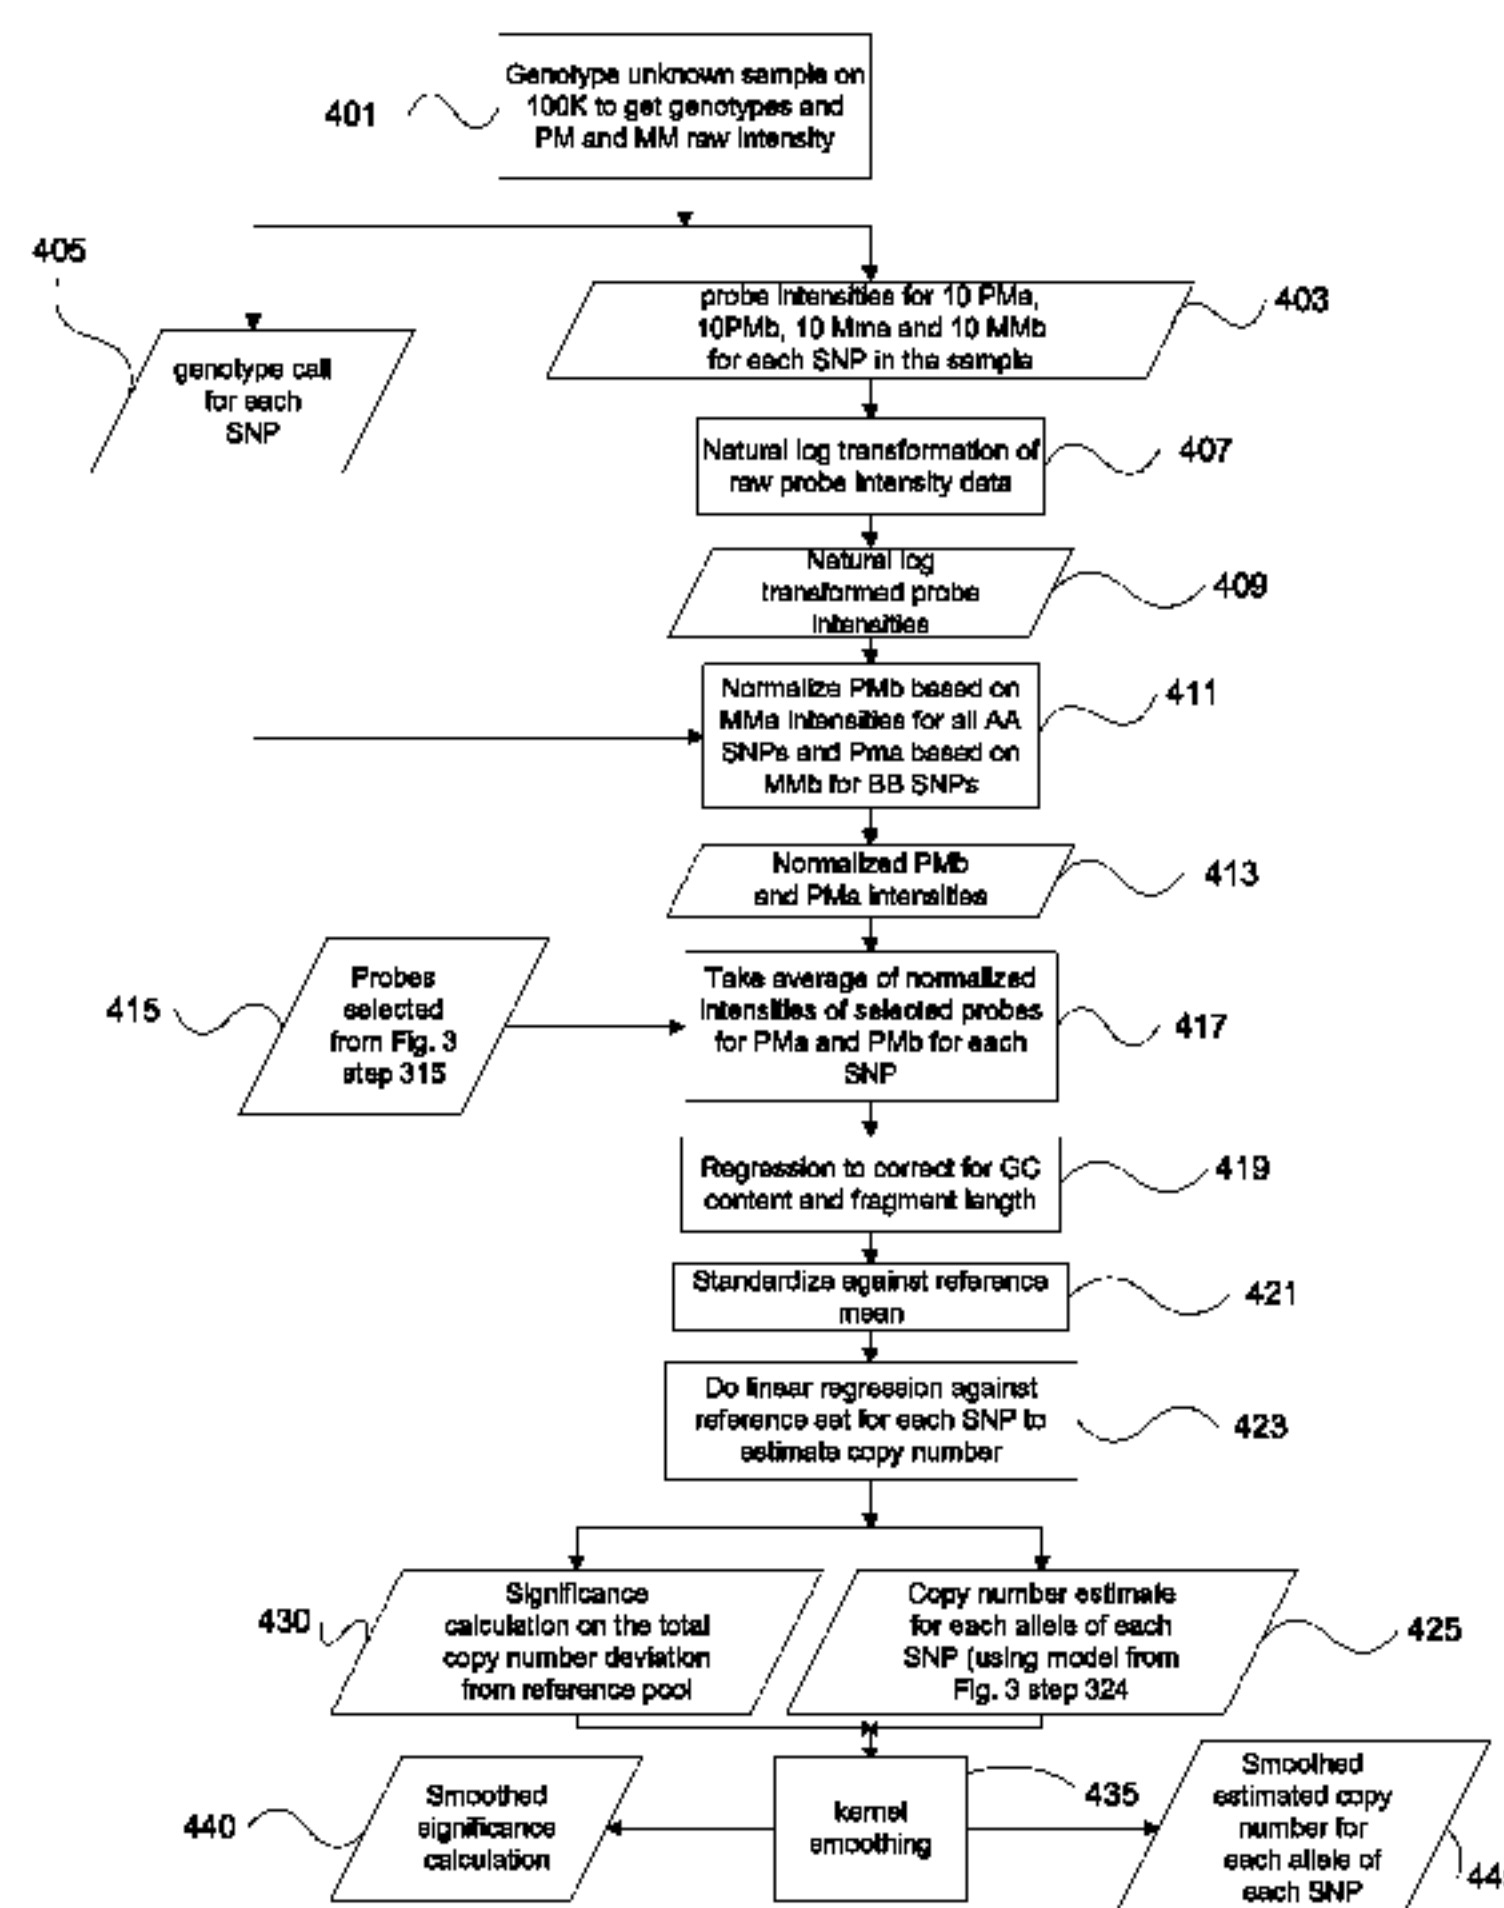 Genotype unknown sample on
100K to get genotypes and
PM and MM raw intensity
401
405
probe intensities for 10 PMa,
10PMb, 10 Mma and 10 MMb
for each SNP in the sample
403
genotype call
for each
SNP
Natural log transformation of
raw probe intensity data
407
Natural log
transformed probe
intensities
409
Normalize PMb based on
MMa intensities for all AA
SNPs and Pma based on
MMb for BB SNPs
411
Normalized PMb
and PMa intensities
413
415
Probes
selected
from Fig. 3
step 315
Take average of normalized
intensities of selected probes
for PMa and PMb for each
SNP
417
Regression to correct for GC
content and fragment length
419
Standardize against reference
mean
421
Do linear regression against
reference set for each SNP to
estimate copy number
423
430
Significance
calculation on the total
copy number deviation
from reference pool
Copy number estimate
for each allele of each
SNP (using model from
Fig. 3 step 324
425
440
Smoothed
significance
calculation
kernel
smoothing
435
Smoothed
estimated copy
number for
each allele of
each SNP